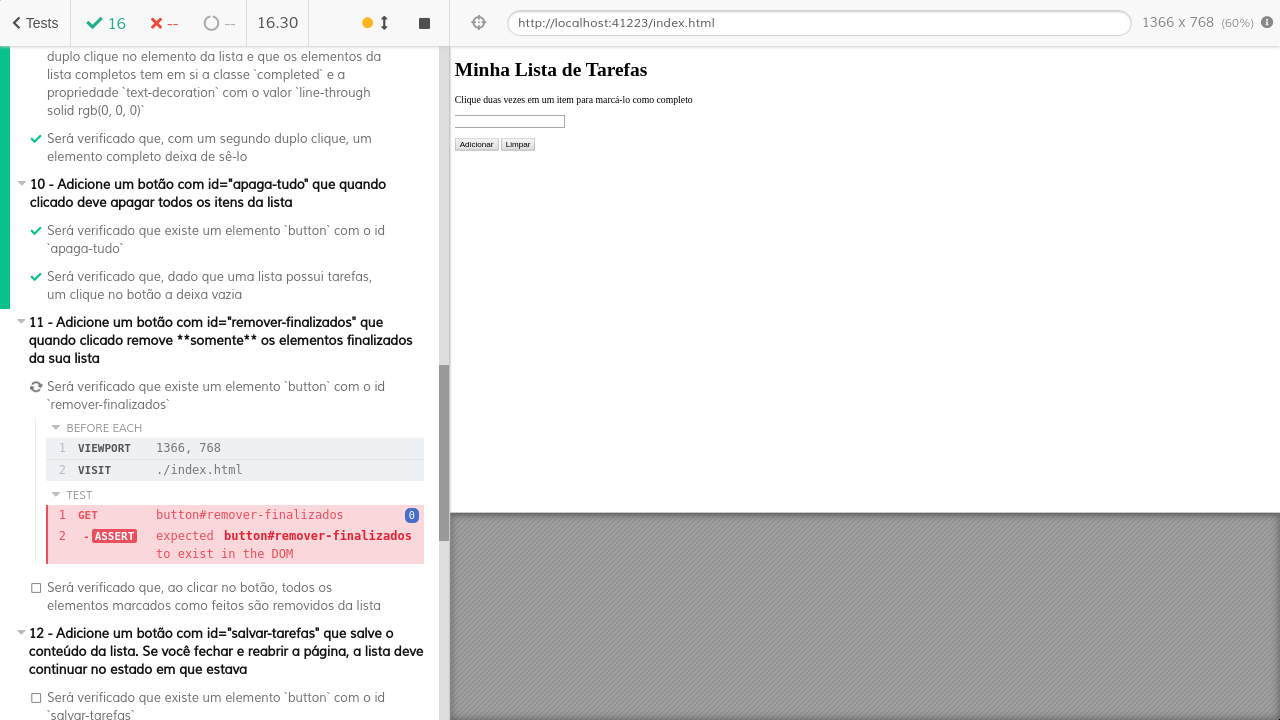 Tests
16
--
--
16.30
http://localhost:41223/index.html
1366 x 768 (60%)
duplo clique no elemento da lista e que os elementos da
lista completos tem em si a classe `completed` e a
propriedade `text-decoration` com o valor `line-through
solid rgb(0, 0, 0)`
Será verificado que, com um segundo duplo clique, um
elemento completo deixa de sê-lo
10 - Adicione um botão com id="apaga-tudo" que quando
clicado deve apagar todos os itens da lista
Será verificado que existe um elemento `button` com o id
`apaga-tudo`
Será verificado que, dado que uma lista possui tarefas,
um clique no botão a deixa vazia
11 - Adicione um botão com id="remover-finalizados" que
quando clicado remove **somente** os elementos finalizados
da sua lista
Será verificado que existe um elemento `button` com o id
`remover-finalizados`
BEFORE EACH
1 VIEWPORT 1366, 768
2 VISIT ./index.html
TEST
1 GET button#remover-finalizados 0
2 -ASSERT expected button#remover-finalizados
to exist in the DOM
Será verificado que, ao clicar no botão, todos os
elementos marcados como feitos são removidos da lista
12 - Adicione um botão com id="salvar-tarefas" que salve o
conteúdo da lista. Se você fechar e reabrir a página, a lista deve
continuar no estado em que estava
Será verificado que existe um elemento `button` com o id
`salvar-tarefas`
Minha Lista de Tarefas
Clique duas vezes em um item para marcá-lo como completo
Adicionar Limpar